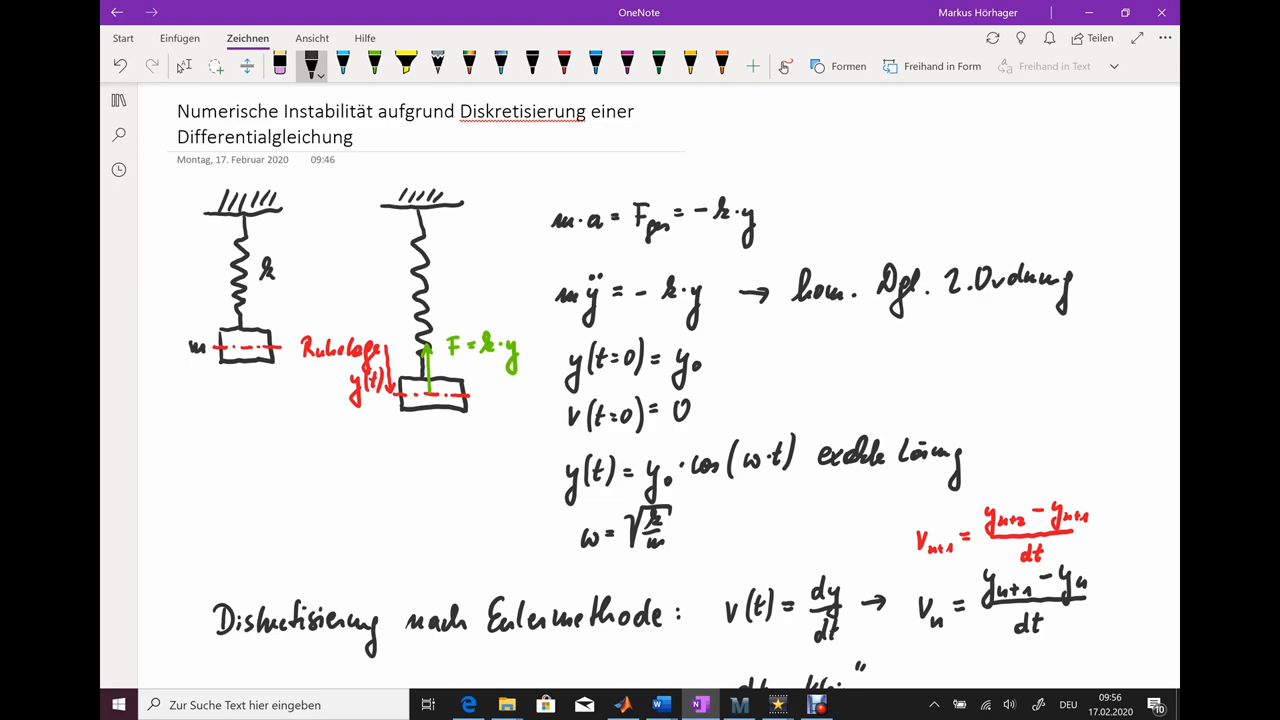 OneNote
Markus Hörhager
Start Einfügen Zeichnen Ansicht Hilfe
Teilen
Formen Freihand in Form Freihand in Text
Numerische Instabilität aufgrund Diskretisierung einer
Differentialgleichung
Montag, 17. Februar 2020 09:46
k
m
Ruhelage
y(t)
F = k·y
m·a = Fges = -k·y
mÿ = -k·y → hom. Dgl. 2.Ordnung
y(t=0) = y₀
v(t=0) = 0
y(t) = y₀·cos(ω·t) exakte Lösung
ω = √(k/m)
vₙ₊₁ = (yₙ₊₂ - yₙ₊₁)/dt
Diskretisierung nach Eulermethode: v(t) = dy/dt → vₙ = (yₙ₊₁ - yₙ)/dt
Zur Suche Text hier eingeben
DEU
09:56
17.02.2020
10